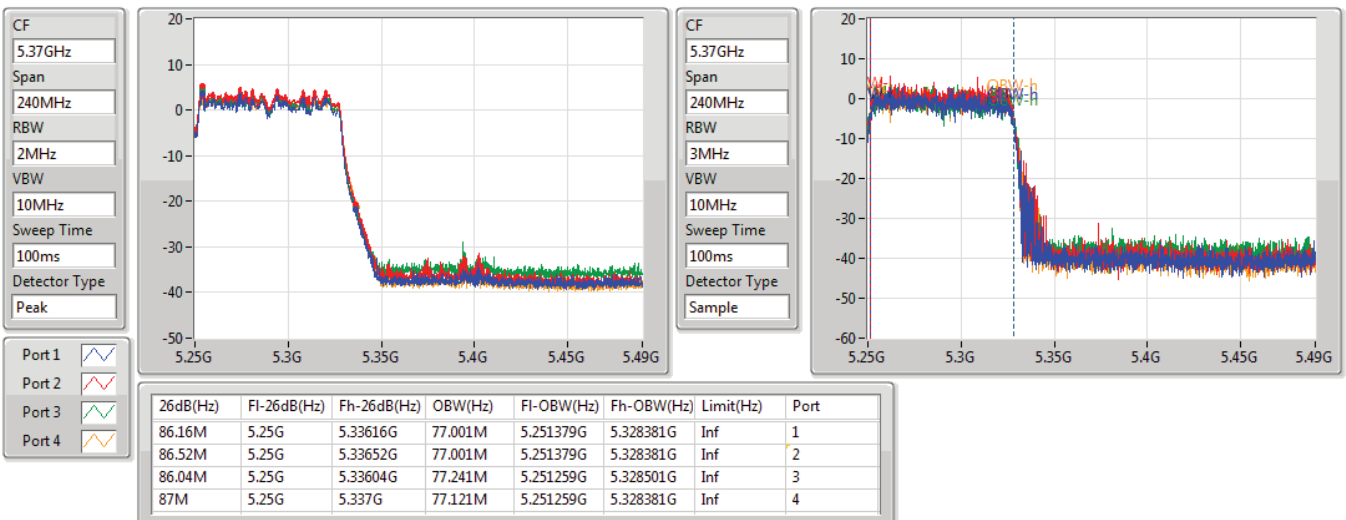 CF
5.37GHz
Span
240MHz
RBW
2MHz
VBW
10MHz
Sweep Time
100ms
Detector Type
Peak
Port 1
Port 2
Port 3
Port 4
20
10
0
-10
-20
-30
-40
-50
5.25G 5.3G 5.35G 5.4G 5.45G 5.49G
CF
5.37GHz
Span
240MHz
RBW
3MHz
VBW
10MHz
Sweep Time
100ms
Detector Type
Sample
20
10
0
-10
-20
-30
-40
-50
-60
OBW-h
5.25G 5.3G 5.35G 5.4G 5.45G 5.49G
26dB(Hz) Fl-26dB(Hz) Fh-26dB(Hz) OBW(Hz) Fl-OBW(Hz) Fh-OBW(Hz) Limit(Hz) Port
86.16M 5.25G 5.33616G 77.001M 5.251379G 5.328381G Inf 1
86.52M 5.25G 5.33652G 77.001M 5.251379G 5.328381G Inf 2
86.04M 5.25G 5.33604G 77.241M 5.251259G 5.328501G Inf 3
87M 5.25G 5.337G 77.121M 5.251259G 5.328381G Inf 4